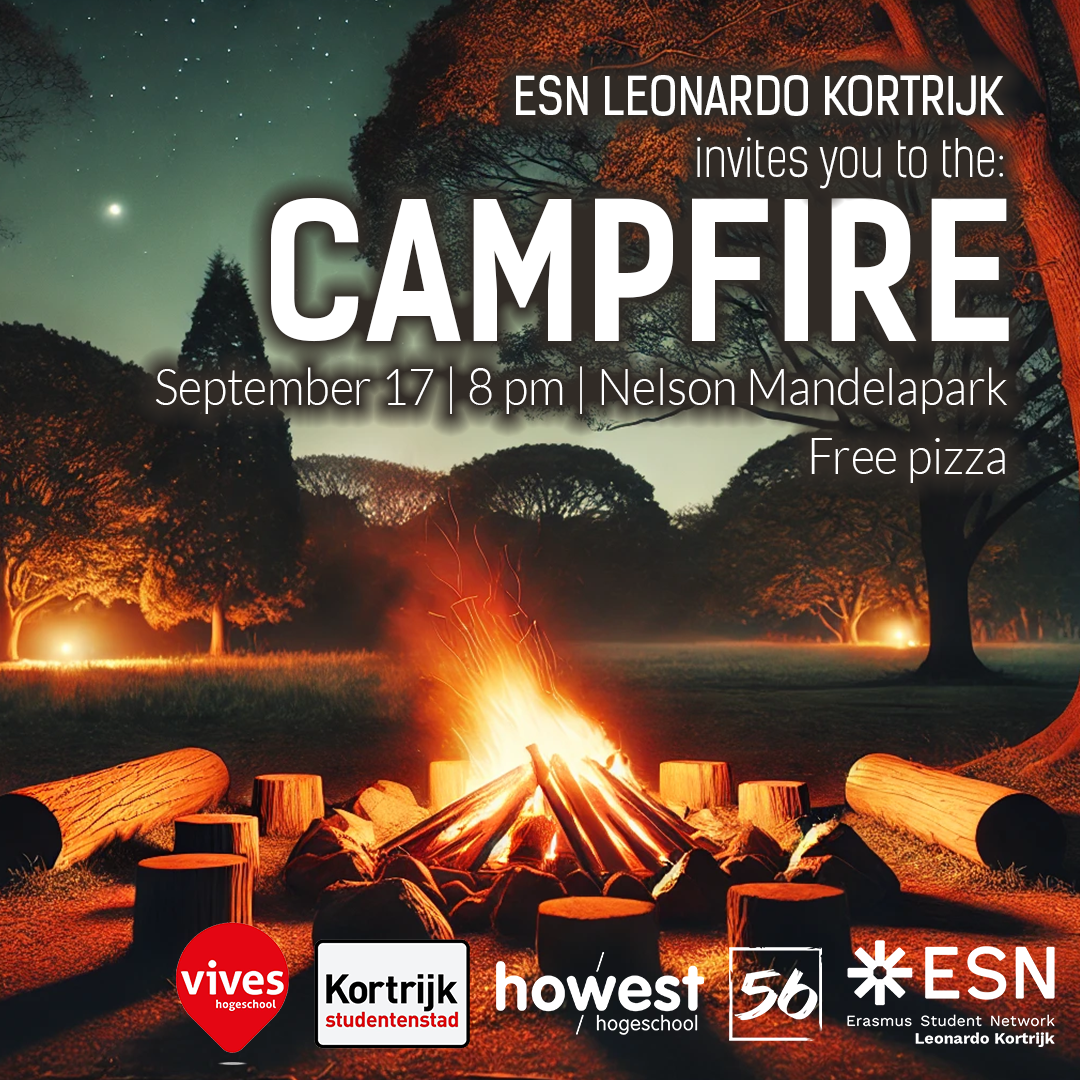 ESN LEONARDO KORTRIJK
invites you to the:
CAMPFIRE
September 17 | 8 pm | Nelson Mandelapark
Free pizza
vives
hogeschool
Kortrijk
studentenstad
howest
hogeschool
56
ESN
Erasmus Student Network
Leonardo Kortrijk